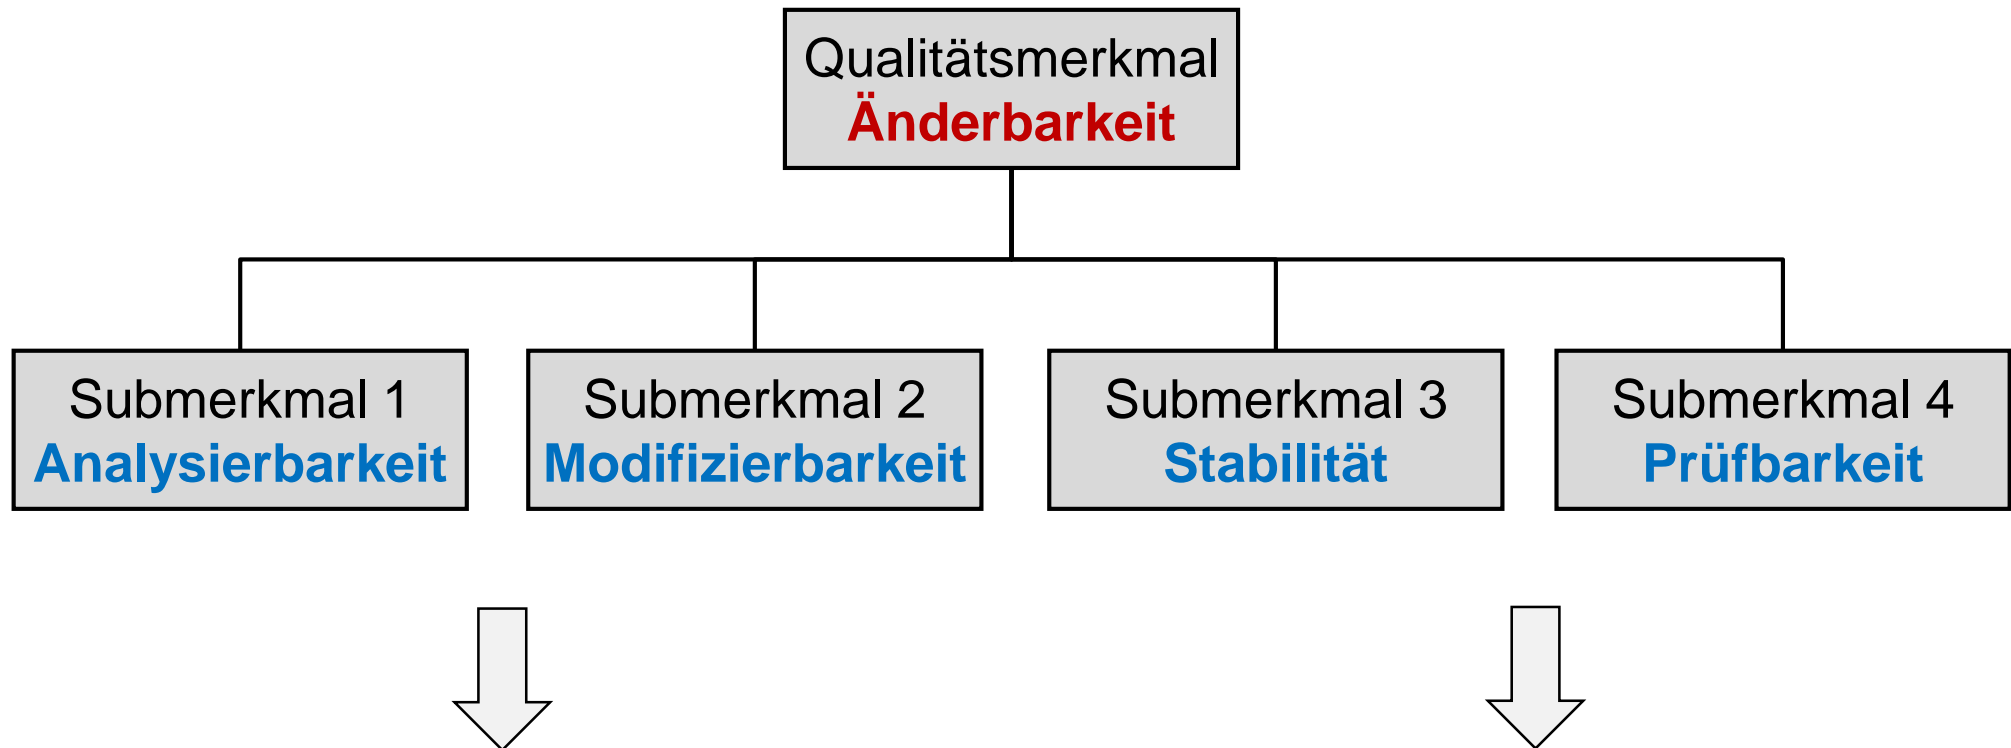 Qualitätsmerkmal
Änderbarkeit
Submerkmal 1
Analysierbarkeit
Submerkmal 2
Modifizierbarkeit
Submerkmal 3
Stabilität
Submerkmal 4
Prüfbarkeit